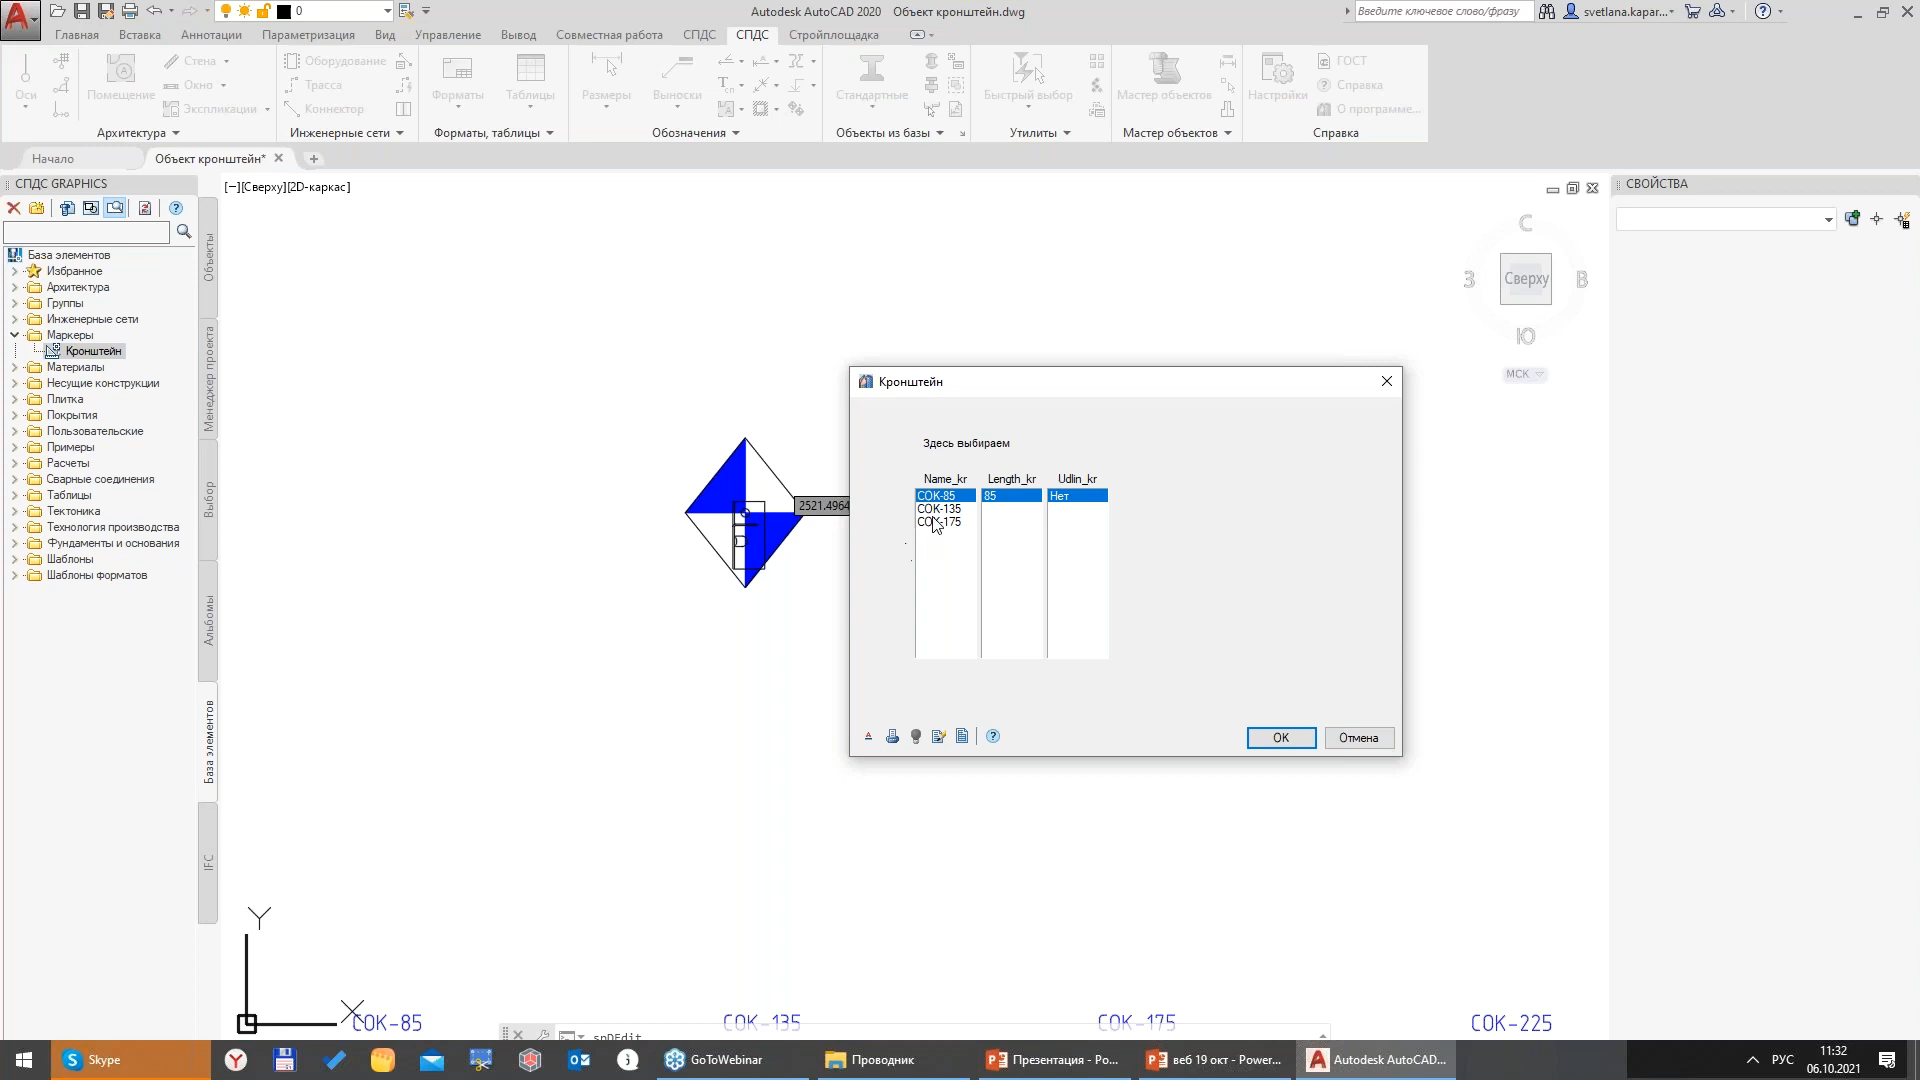 Autodesk AutoCAD 2020 Объект кронштейн.dwg
0
Введите ключевое слово/фразу
svetlana.kapar...
Главная
Вставка
Аннотации
Параметризация
Вид
Управление
Вывод
Совместная работа
СПДС
СПДС
Стройплощадка
Оси
Помещение
Стена
Окно
Экспликации
Оборудование
Трасса
Коннектор
Форматы
Таблицы
Размеры
Выноски
Стандартные
Быстрый выбор
Мастер объектов
Настройки
ГОСТ
Справка
О программе...
Архитектура
Инженерные сети
Форматы, таблицы
Обозначения
Объекты из базы
Утилиты
Мастер объектов
Справка
Начало
Объект кронштейн*
СПДС GRAPHICS
База элементов
Избранное
Архитектура
Группы
Инженерные сети
Маркеры
Кронштейн
Материалы
Несущие конструкции
Плитка
Покрытия
Пользовательские
Примеры
Расчеты
Сварные соединения
Таблицы
Тектоника
Технология производства
Фундаменты и основания
Шаблоны
Шаблоны форматов
Объекты
Менеджер проекта
Выбор
Альбомы
База элементов
IFC
[−][Сверху][2D-каркас]
С
З
Сверху
В
Ю
МСК
СВОЙСТВА
2521.4964
Кронштейн
Здесь выбираем
Name_kr Length_kr Udlin_kr
СОК-85 85 Нет
СОК-135
СОК-175
OK
Отмена
Y
X
СОК-85
СОК-135
СОК-175
СОК-225
spDEdit
Skype
GoToWebinar
Проводник
Презентация - Po...
веб 19 окт - Power...
Autodesk AutoCAD...
РУС
11:32
06.10.2021